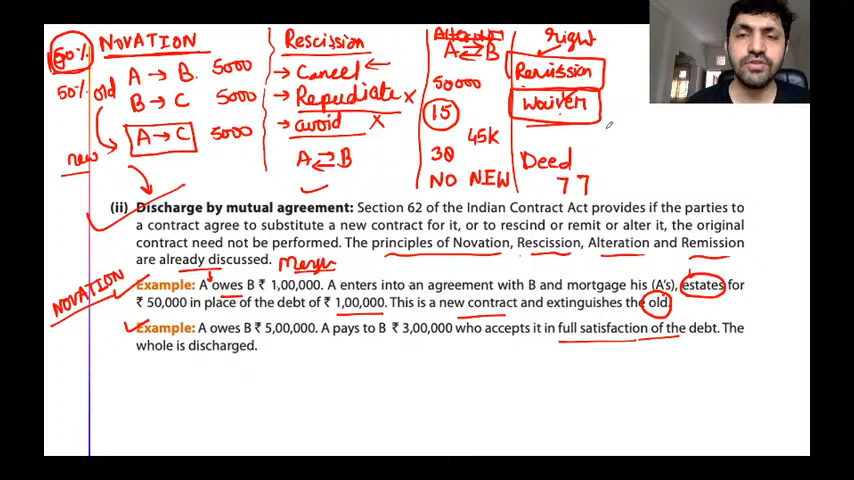 50%
NOVATION
A → B 5000
50% old
B → C 5000
A → C 5000
new
Rescission
→ Cancel ←
→ Repudiate ×
→ avoid ×
A ⇄ B
Alteration
A ⇄ B
50000
15
45K
30
NO NEW
right
Remission
Waiver
Deed
77
(ii) Discharge by mutual agreement: Section 62 of the Indian Contract Act provides if the parties to
a contract agree to substitute a new contract for it, or to rescind or remit or alter it, the original
contract need not be performed. The principles of Novation, Rescission, Alteration and Remission
are already discussed. Merger
NOVATION
Example: A owes B ₹ 1,00,000. A enters into an agreement with B and mortgage his (A's), estates for
₹ 50,000 in place of the debt of ₹ 1,00,000. This is a new contract and extinguishes the old.
Example: A owes B ₹ 5,00,000. A pays to B ₹ 3,00,000 who accepts it in full satisfaction of the debt. The
whole is discharged.